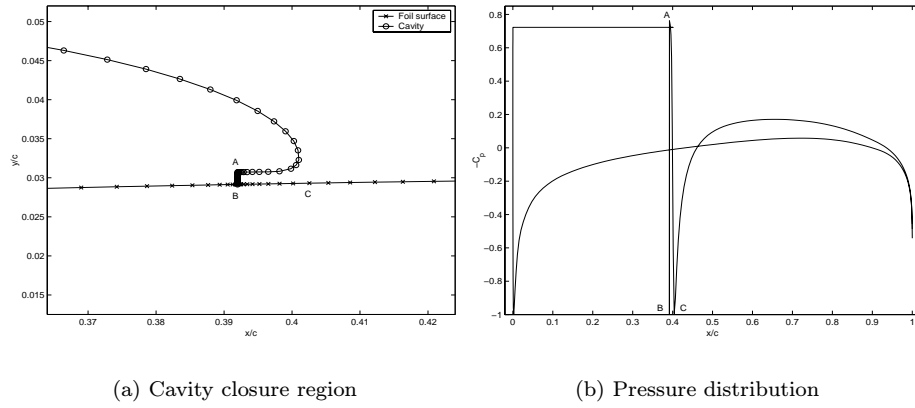 0.05
0.045
0.04
0.035
0.03
0.025
0.02
0.015
y/c
Foil surface
Cavity
A
B
C
0.37
0.38
0.39
0.4
0.41
0.42
x/c
0.8
0.6
0.4
0.2
0
−0.2
−0.4
−0.6
−0.8
−1
−Cp
A
B
C
0
0.1
0.2
0.3
0.4
0.5
0.6
0.7
0.8
0.9
1
x/c
(a) Cavity closure region
(b) Pressure distribution